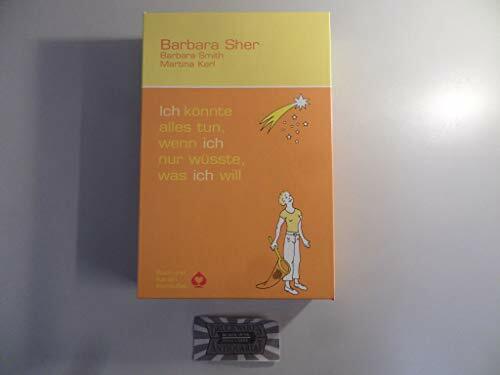 Barbara Sher
Barbara Smith
Martina Kerl
Ich könnte
alles tun,
wenn ich
nur wüsste,
was ich will